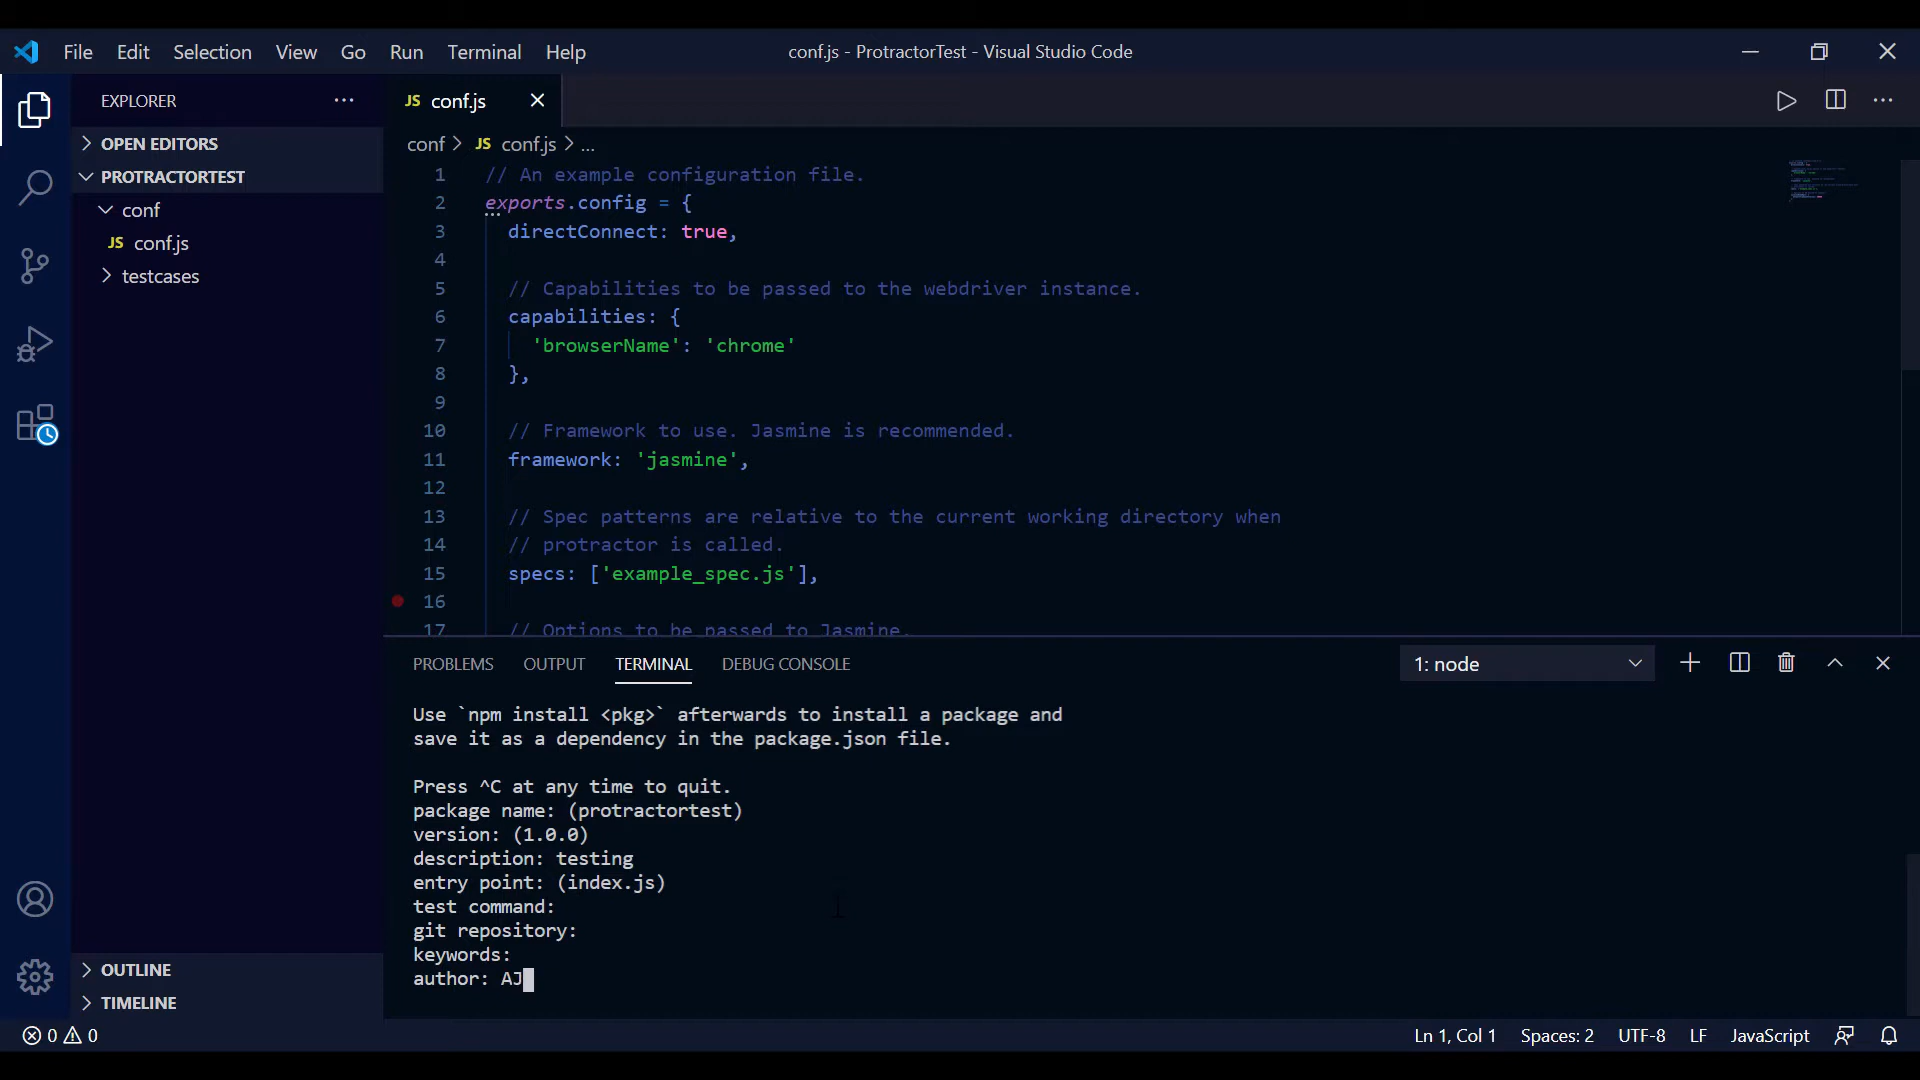 File Edit Selection View Go Run Terminal Help
conf.js - ProtractorTest - Visual Studio Code
EXPLORER
OPEN EDITORS
PROTRACTORTEST
conf
JS conf.js
testcases
OUTLINE
TIMELINE
JS conf.js
conf > JS conf.js > ...
1 // An example configuration file.
2 exports.config = {
3 directConnect: true,
4
5 // Capabilities to be passed to the webdriver instance.
6 capabilities: {
7 'browserName': 'chrome'
8 },
9
10 // Framework to use. Jasmine is recommended.
11 framework: 'jasmine',
12
13 // Spec patterns are relative to the current working directory when
14 // protractor is called.
15 specs: ['example_spec.js'],
16
17 // Options to be passed to Jasmine.
PROBLEMS OUTPUT TERMINAL DEBUG CONSOLE
1: node
Use `npm install <pkg>` afterwards to install a package and
save it as a dependency in the package.json file.
Press ^C at any time to quit.
package name: (protractortest)
version: (1.0.0)
description: testing
entry point: (index.js)
test command:
git repository:
keywords:
author: AJ
0 0
Ln 1, Col 1 Spaces: 2 UTF-8 LF JavaScript